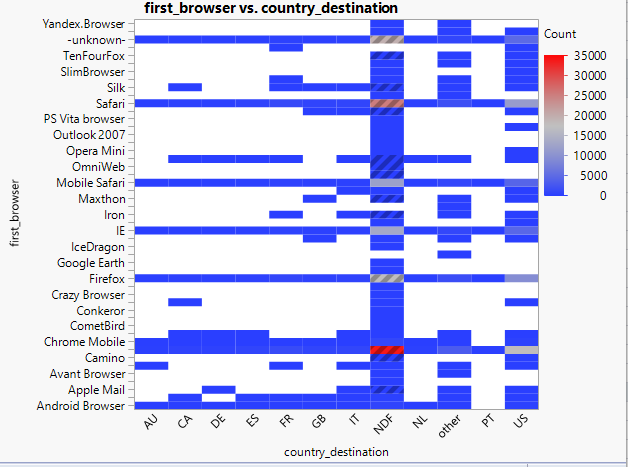 first_browser vs. country_destination
Yandex.Browser
-unknown-
TenFourFox
SlimBrowser
Silk
Safari
PS Vita browser
Outlook 2007
Opera Mini
OmniWeb
Mobile Safari
Maxthon
Iron
IE
IceDragon
Google Earth
Firefox
Crazy Browser
Conkeror
CometBird
Chrome Mobile
Camino
Avant Browser
Apple Mail
Android Browser
first_browser
AU
CA
DE
ES
FR
GB
IT
NDF
NL
other
PT
US
country_destination
Count
35000
30000
25000
20000
15000
10000
5000
0